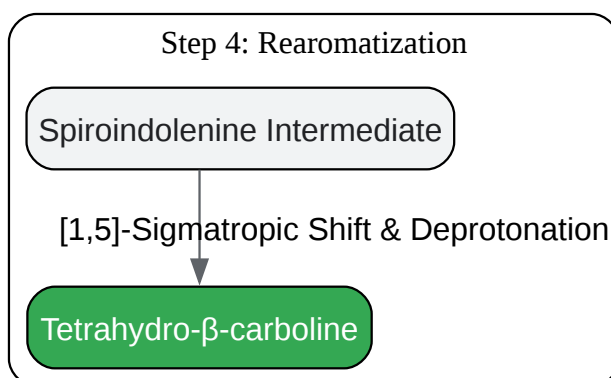 Step 4: Rearomatization
Spiroindolenine Intermediate
[1,5]-Sigmatropic Shift & Deprotonation
Tetrahydro-β-carboline